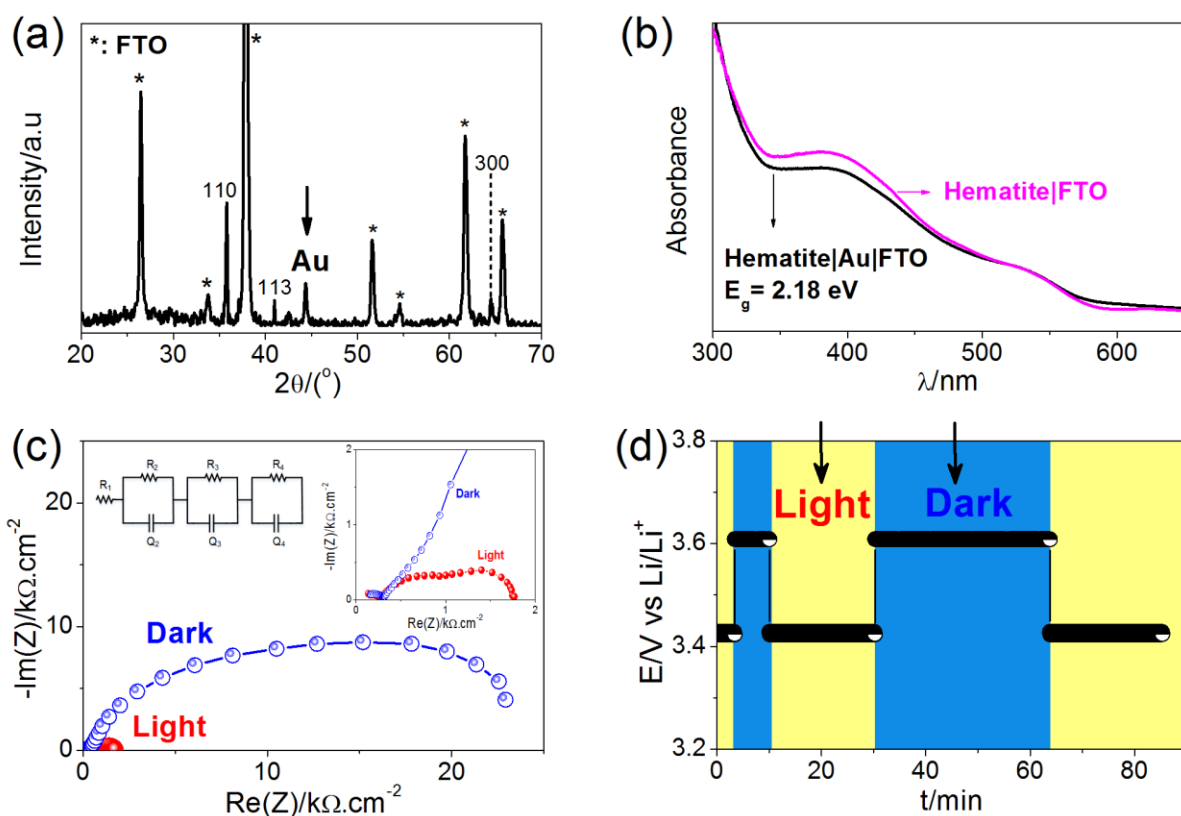 (a)
*: FTO
*
*
*
*
*
*
*
110
113
Au
300
Intensity/a.u
20 30 40 50 60 70
2θ/(°)
(b)
Hematite|FTO
Hematite|Au|FTO
E_g= 2.18 eV
Absorbance
300 400 500 600
λ/nm
(c)
R1
R2
R3
R4
Q2
Q3
Q4
-Im(Z)/kΩ.cm⁻²
20
10
0
Dark
Light
0 10 20
Re(Z)/kΩ.cm⁻²
-Im(Z)/kΩ.cm⁻²
2
1
0
Dark
Light
0 1 2
Re(Z)/kΩ.cm⁻²
(d)
Light
Dark
E/V vs Li/Li⁺
3.8
3.6
3.4
3.2
0 20 40 60 80
t/min